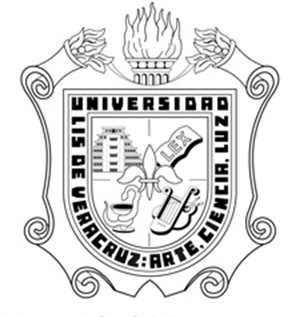 UNIVERSIDAD
LIS DE VERACRUZ: ARTE, CIENCIA, LUZ
LEX